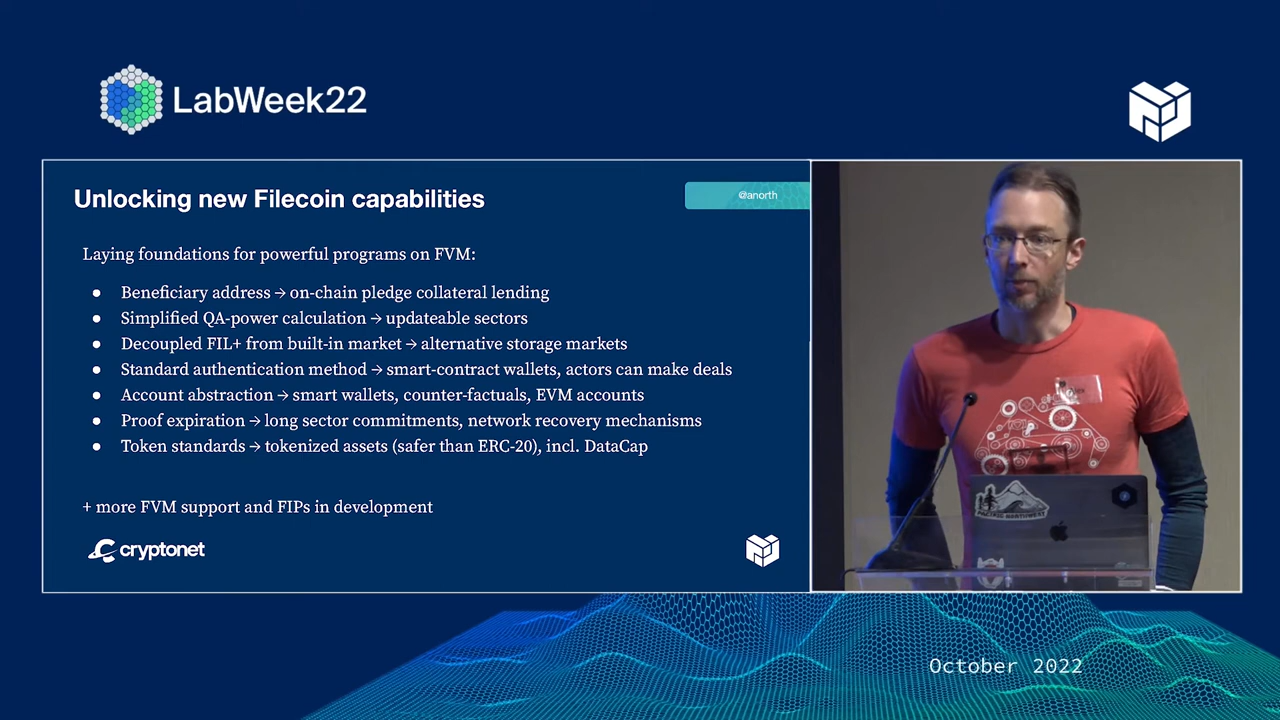 LabWeek22
Unlocking new Filecoin capabilities
@anorth
Laying foundations for powerful programs on FVM:
● Beneficiary address → on-chain pledge collateral lending
● Simplified QA-power calculation → updateable sectors
● Decoupled FIL+ from built-in market → alternative storage markets
● Standard authentication method → smart-contract wallets, actors can make deals
● Account abstraction → smart wallets, counter-factuals, EVM accounts
● Proof expiration → long sector commitments, network recovery mechanisms
● Token standards → tokenized assets (safer than ERC-20), incl. DataCap
+ more FVM support and FIPs in development
cryptonet
PACIFIC NORTHWEST
October 2022